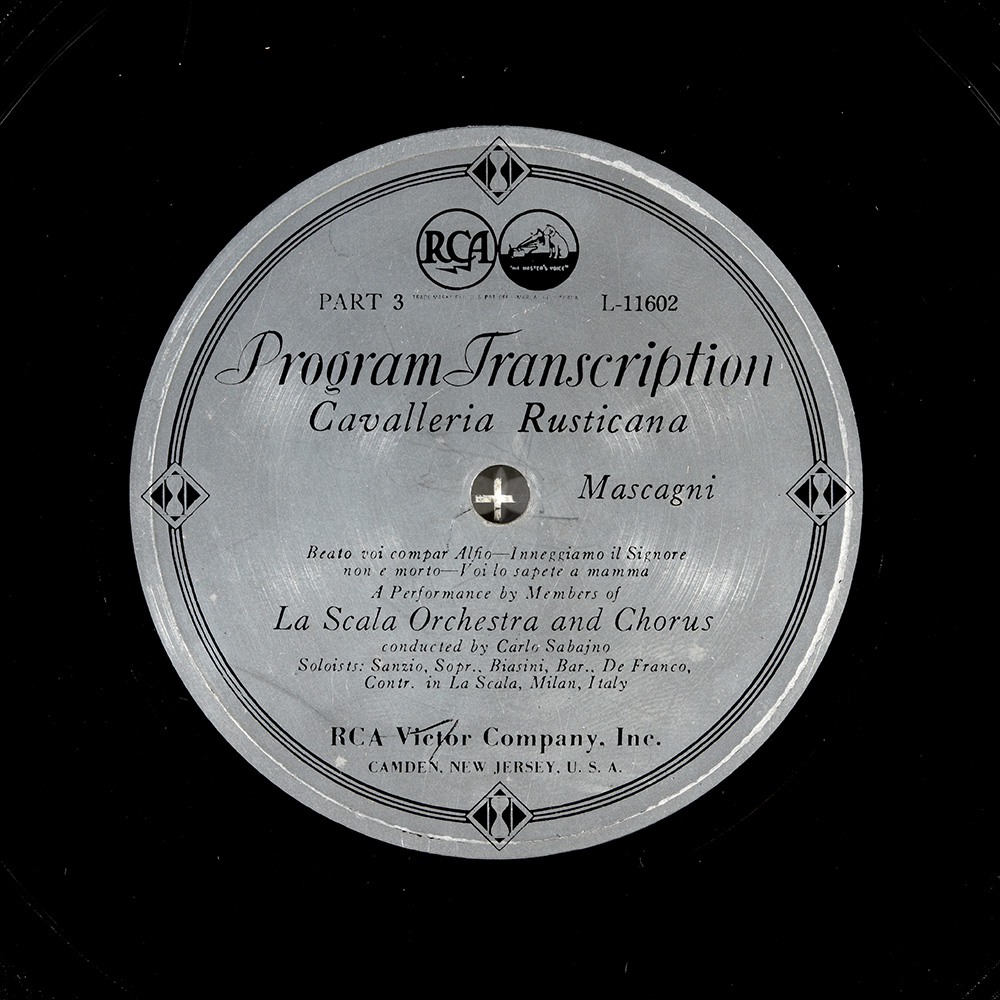 RCA "HIS MASTER'S VOICE"
PART 3 L-11602
Program Transcription
Cavalleria Rusticana
Mascagni
Beato voi compar Alfio—Inneggiamo il Signore
non e morto—Voi lo sapete a mamma
A Performance by Members of
La Scala Orchestra and Chorus
conducted by Carlo Sabajno
Soloists: Sanzio, Sopr., Biasini, Bar., De Franco,
Contr. in La Scala, Milan, Italy
RCA Victor Company, Inc.
CAMDEN, NEW JERSEY, U. S. A.